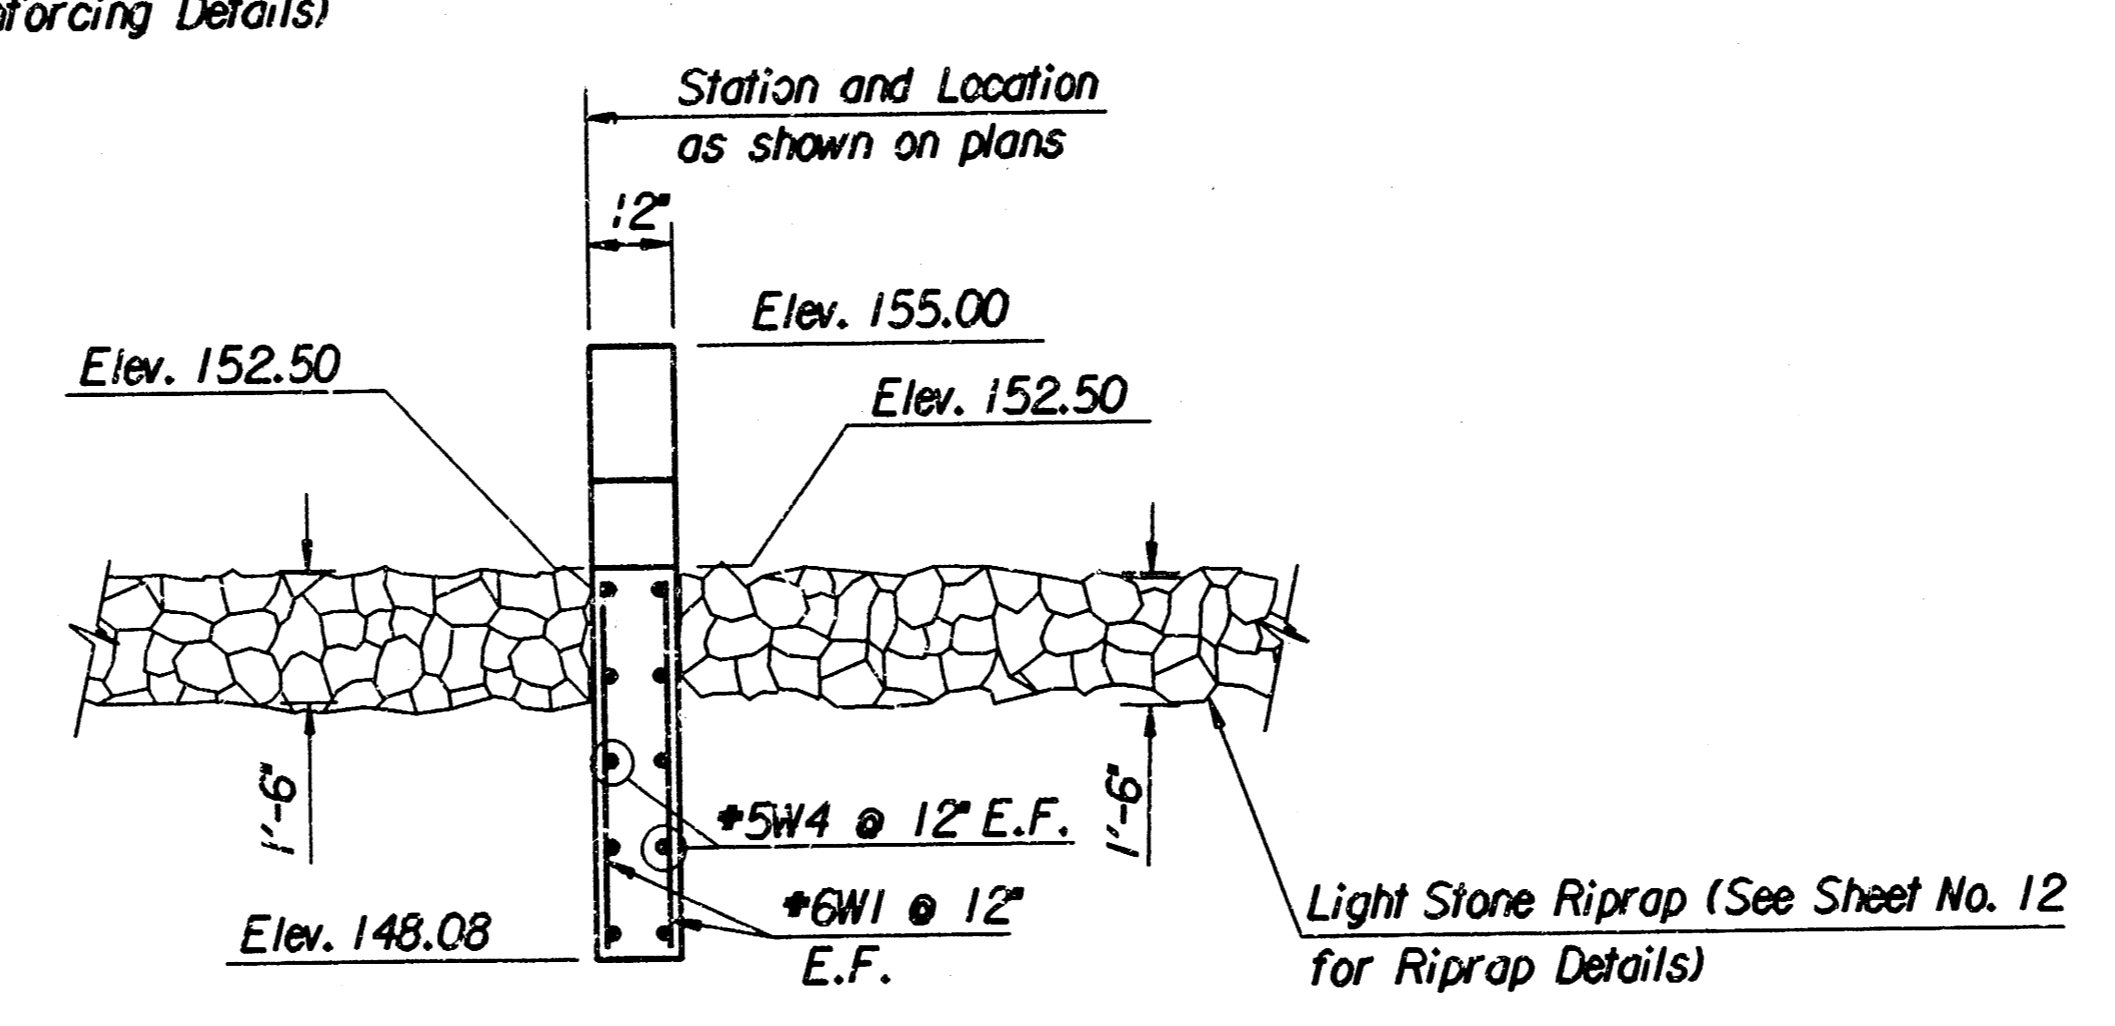 Details)
Station and Location
as shown on plans
12"
Elev. 155.00
Elev. 152.50
Elev. 152.50
1'-6"
1'-6"
#5W4 @ 12" E.F.
#6W1 @ 12"
E.F.
Elev. 148.08
Light Stone Riprap (See Sheet No. 12
for Riprap Details)